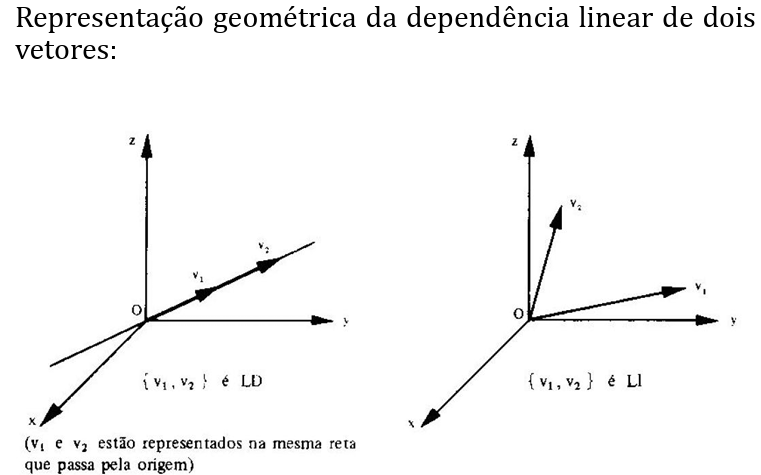 Representação geométrica da dependência linear de dois
vetores:
z
z
v₂
v₂
v₁
v₁
O
y
O
y
{ v₁ , v₂ } é LD
{ v₁ , v₂ } é LI
x
x
(v₁ e v₂ estão representados na mesma reta
que passa pela origem)